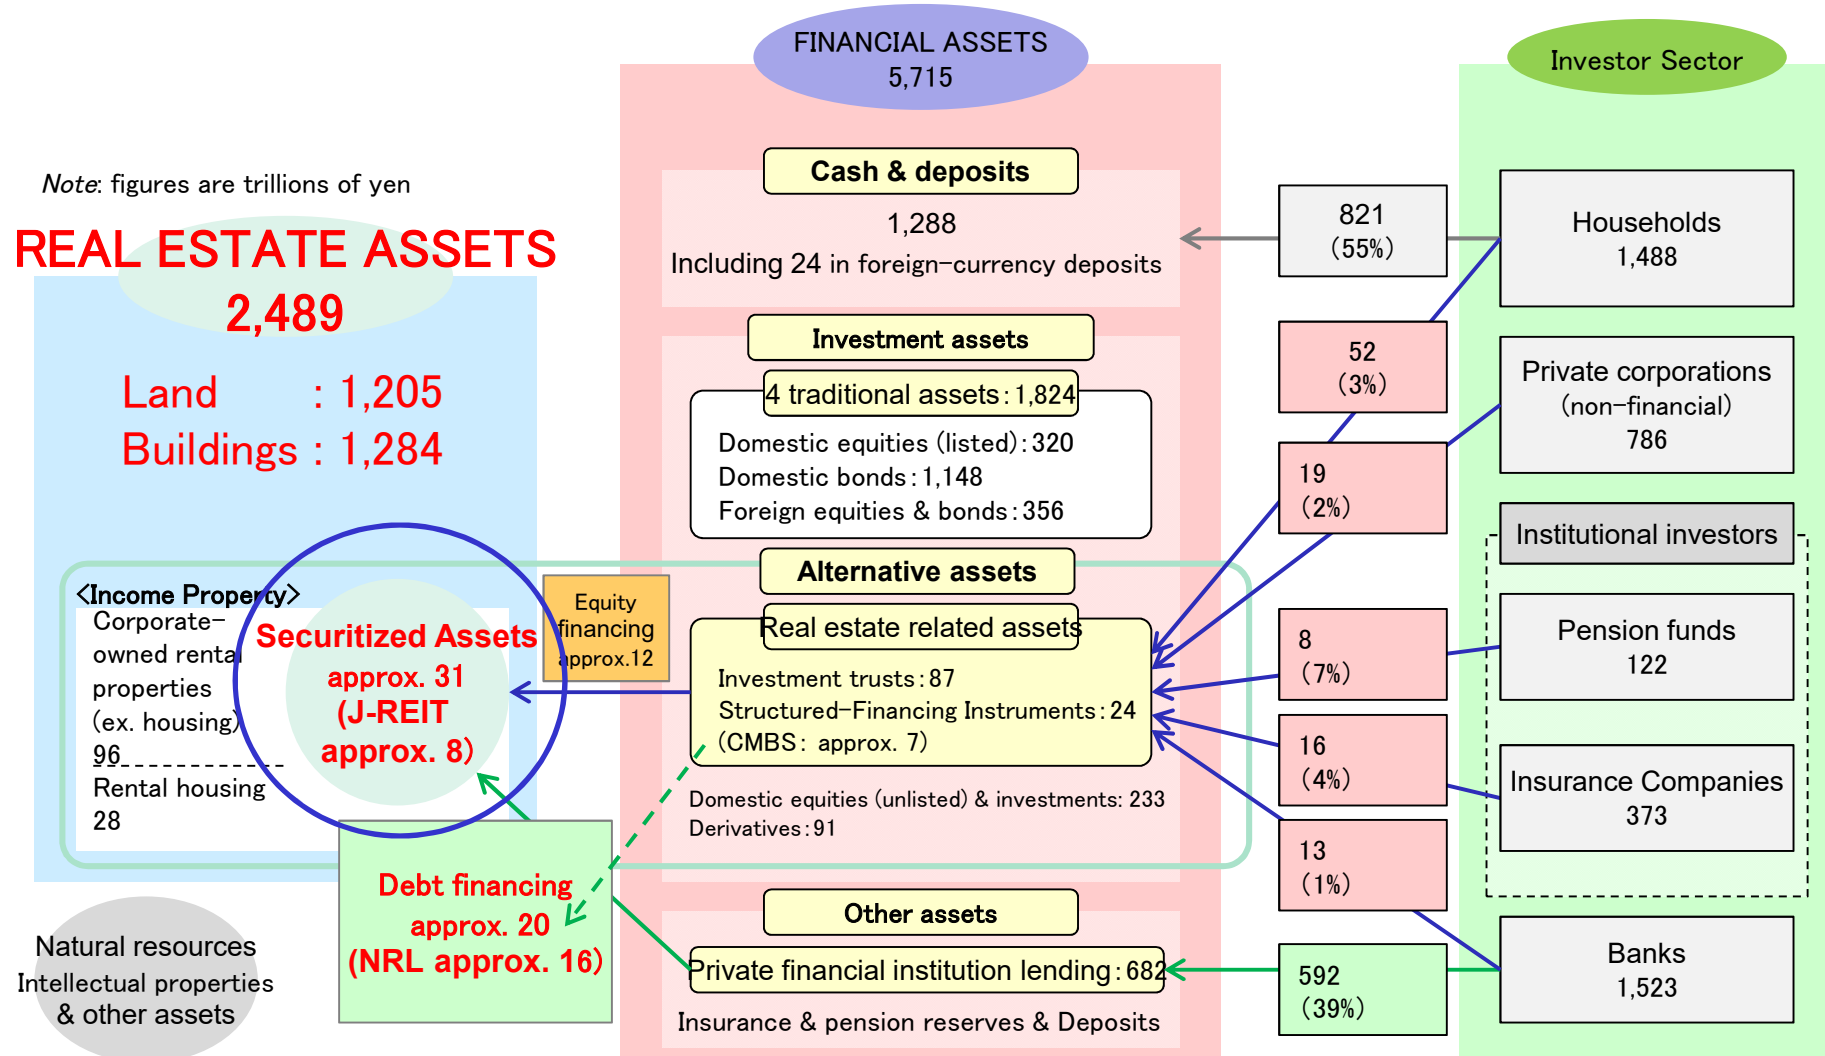 FINANCIAL ASSETS
5,715
Investor Sector
Note: figures are trillions of yen
REAL ESTATE ASSETS
2,489
Land : 1,205
Buildings : 1,284
<Income Property>
Corporate-
owned rental
properties
(ex. housing)
96
Rental housing
28
Securitized Assets
approx. 31
(J-REIT
approx. 8)
Equity
financing
approx.12
Debt financing
approx. 20
(NRL approx. 16)
Natural resources
Intellectual properties
& other assets
Cash & deposits
1,288
Including 24 in foreign-currency deposits
Investment assets
4 traditional assets:1,824
Domestic equities (listed):320
Domestic bonds:1,148
Foreign equities & bonds:356
Alternative assets
Real estate related assets
Investment trusts:87
Structured-Financing Instruments:24
(CMBS: approx. 7)
Domestic equities (unlisted) & investments: 233
Derivatives:91
Other assets
Private financial institution lending:682
Insurance & pension reserves & Deposits
821
(55%)
52
(3%)
19
(2%)
8
(7%)
16
(4%)
13
(1%)
592
(39%)
Households
1,488
Private corporations
(non-financial)
786
Institutional investors
Pension funds
122
Insurance Companies
373
Banks
1,523